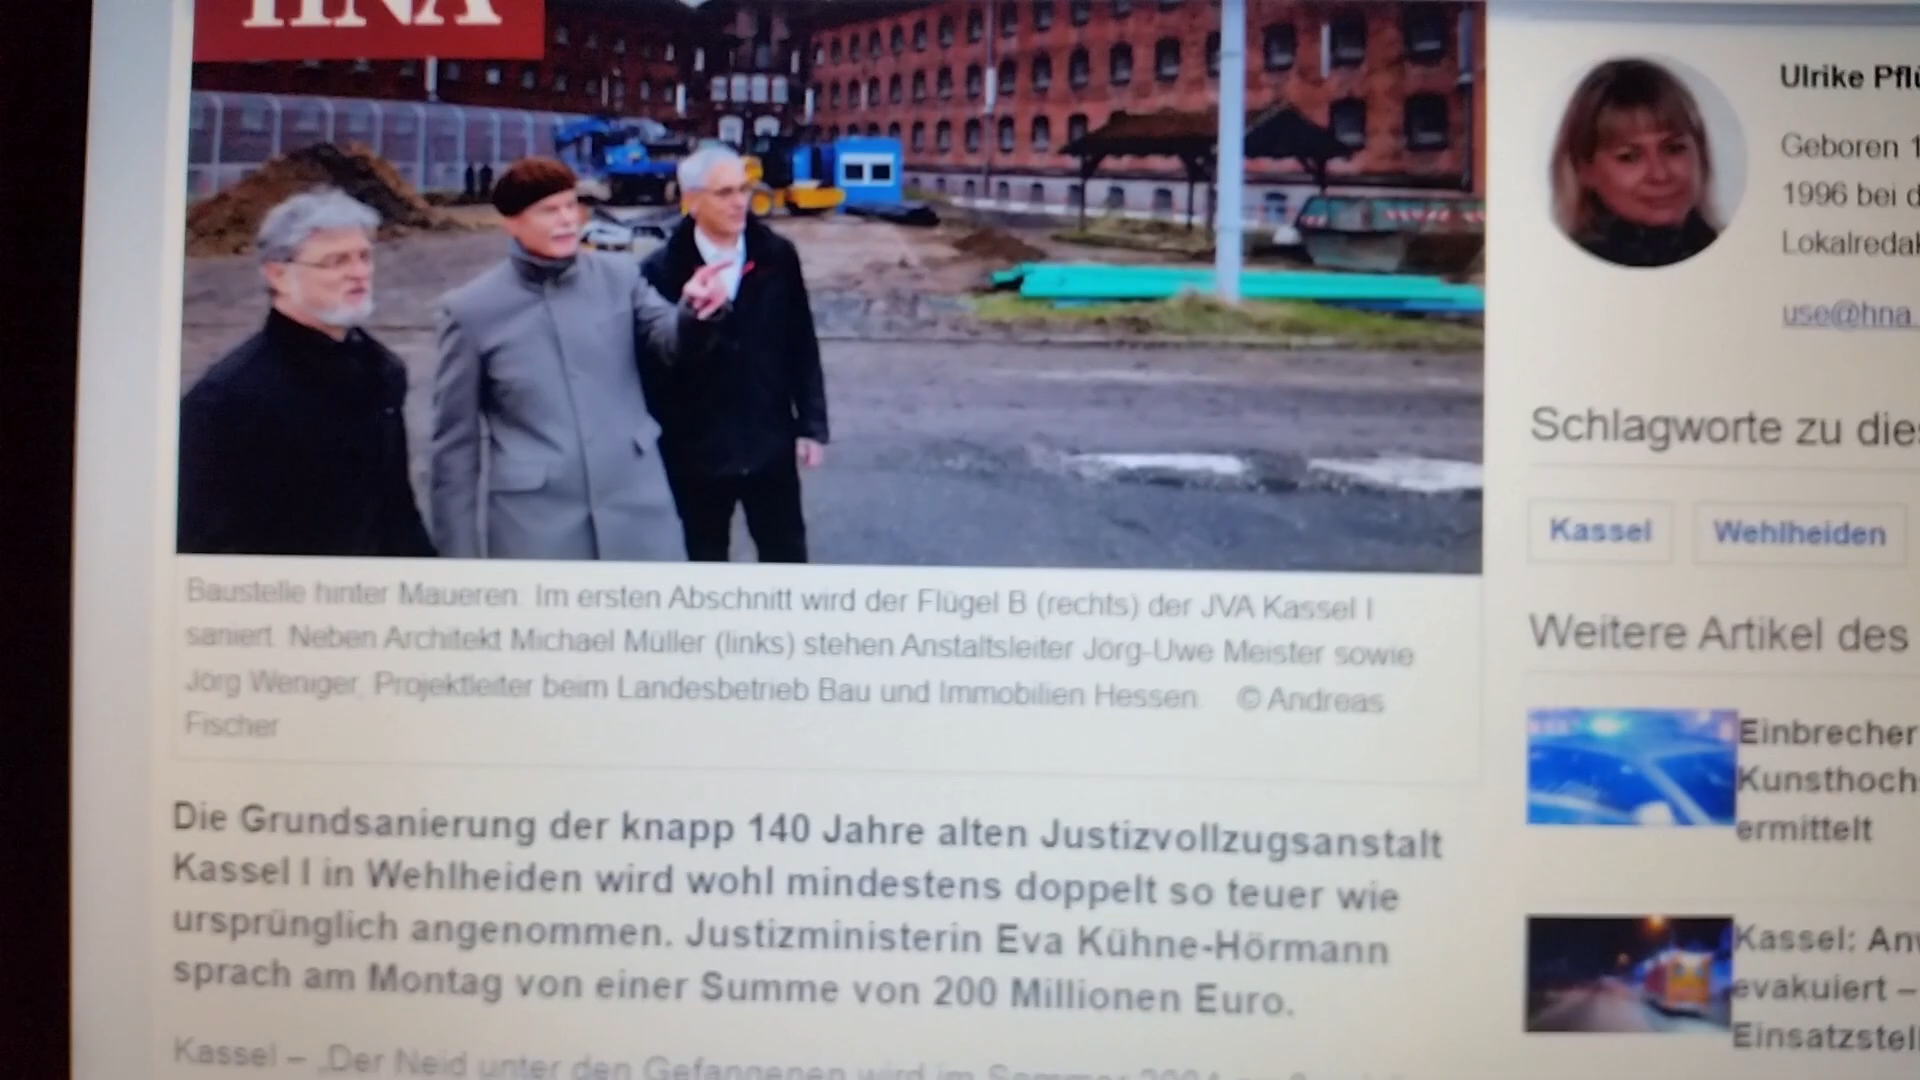 HNA
Baustelle hinter Maueren: Im ersten Abschnitt wird der Flügel B (rechts) der JVA Kassel I
saniert. Neben Architekt Michael Müller (links) stehen Anstaltsleiter Jörg-Uwe Meister sowie
Jörg Weniger, Projektleiter beim Landesbetrieb Bau und Immobilien Hessen. © Andreas
Fischer
Die Grundsanierung der knapp 140 Jahre alten Justizvollzugsanstalt
Kassel I in Wehlheiden wird wohl mindestens doppelt so teuer wie
ursprünglich angenommen. Justizministerin Eva Kühne-Hörmann
sprach am Montag von einer Summe von 200 Millionen Euro.
Kassel – „Der Neid unter den Gefangenen wird im Sommer
Ulrike Pflü
Geboren 1
1996 bei d
Lokalredak
use@hna.
Schlagworte zu die
Kassel
Wehlheiden
Weitere Artikel des
Einbrecher
Kunsthoch
ermittelt
Kassel: An
evakuiert –
Einsatzstel